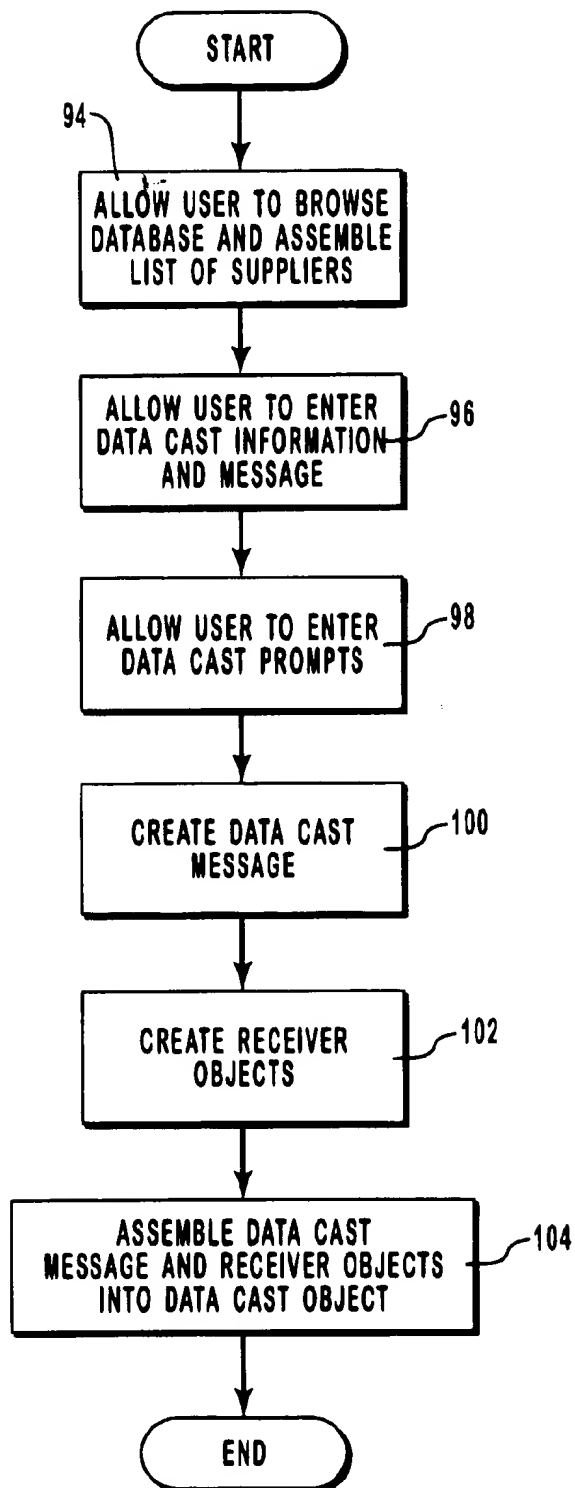 START
94
ALLOW USER TO BROWSE
DATABASE AND ASSEMBLE
LIST OF SUPPLIERS
ALLOW USER TO ENTER
DATA CAST INFORMATION
AND MESSAGE
96
ALLOW USER TO ENTER
DATA CAST PROMPTS
98
CREATE DATA CAST
MESSAGE
100
CREATE RECEIVER
OBJECTS
102
ASSEMBLE DATA CAST
MESSAGE AND RECEIVER OBJECTS
INTO DATA CAST OBJECT
104
END